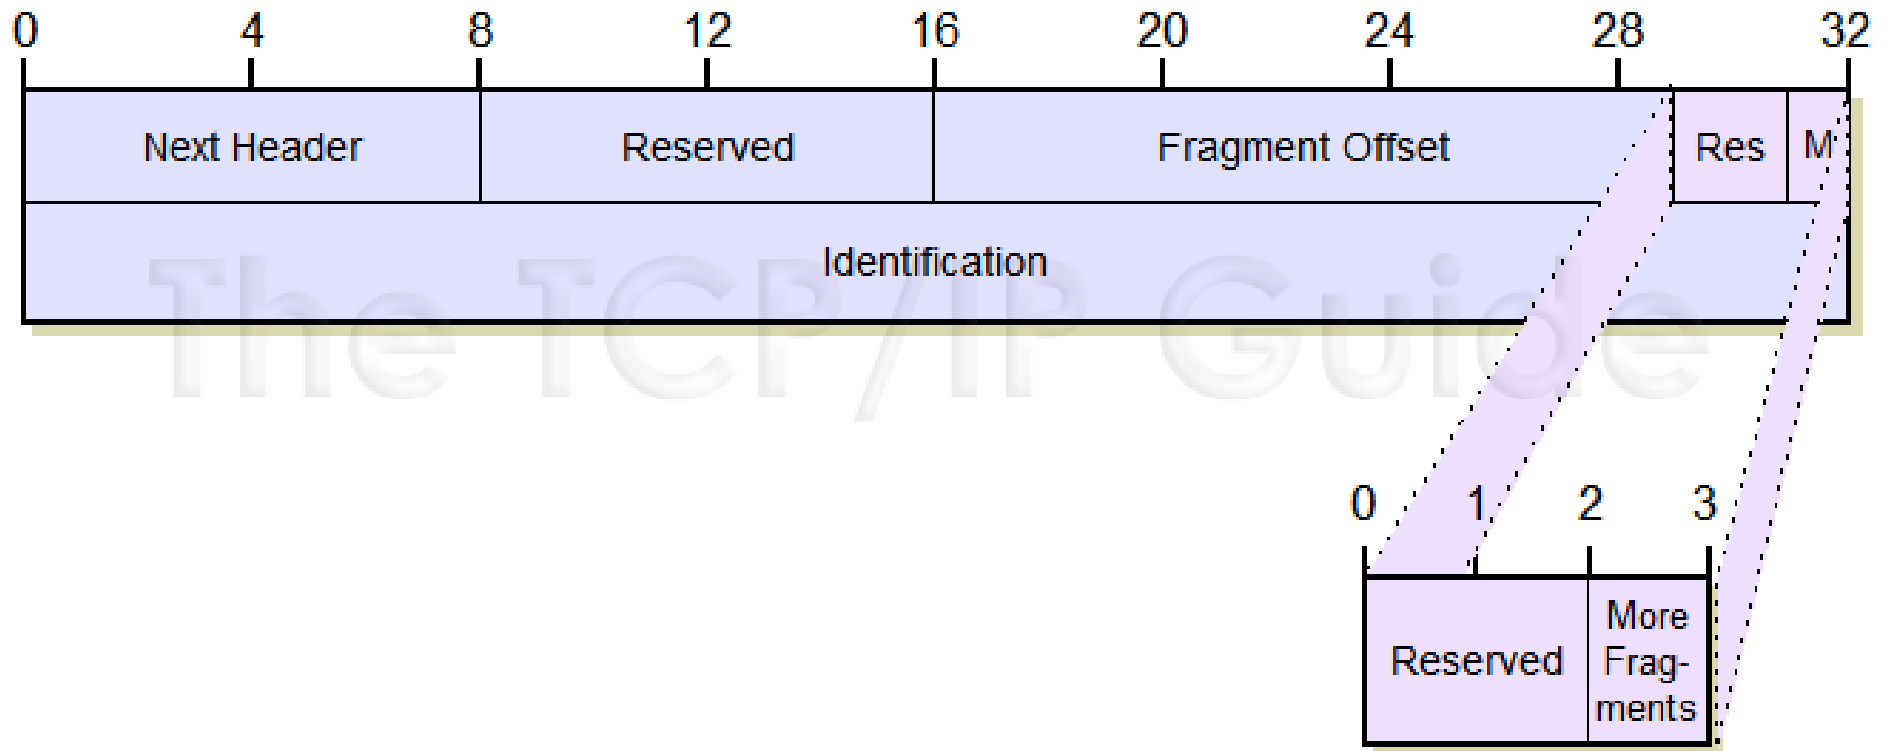 0 4 8 12 16 20 24 28 32
Next Header Reserved Fragment Offset Res M
Identification
The TCP/IP Guide
0 1 2 3
Reserved
More
Frag-
ments